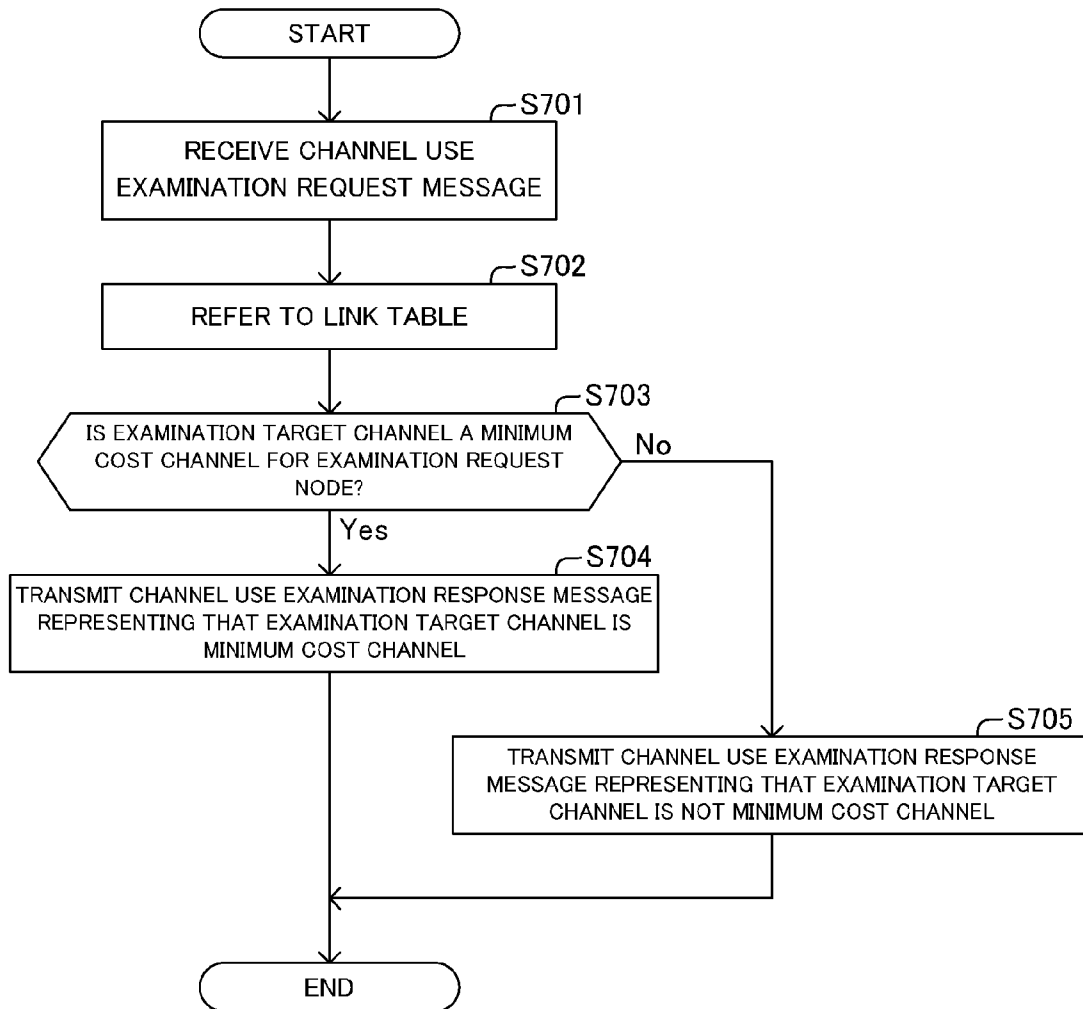 START
S701
RECEIVE CHANNEL USE
EXAMINATION REQUEST MESSAGE
S702
REFER TO LINK TABLE
S703
IS EXAMINATION TARGET CHANNEL A MINIMUM
COST CHANNEL FOR EXAMINATION REQUEST
NODE?
No
Yes
S704
TRANSMIT CHANNEL USE EXAMINATION RESPONSE MESSAGE
REPRESENTING THAT EXAMINATION TARGET CHANNEL IS
MINIMUM COST CHANNEL
S705
TRANSMIT CHANNEL USE EXAMINATION RESPONSE
MESSAGE REPRESENTING THAT EXAMINATION TARGET
CHANNEL IS NOT MINIMUM COST CHANNEL
END